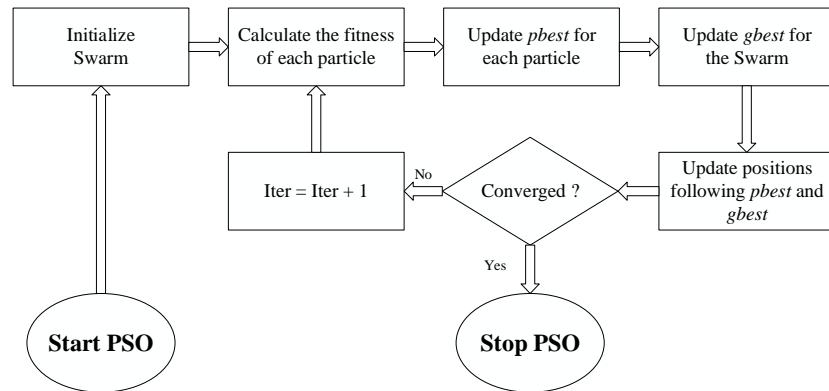 Initialize
Swarm
Calculate the fitness
of each particle
Update pbest for
each particle
Update gbest for
the Swarm
Update positions
following pbest and
gbest
Converged ?
No
Iter = Iter + 1
Yes
Start PSO
Stop PSO